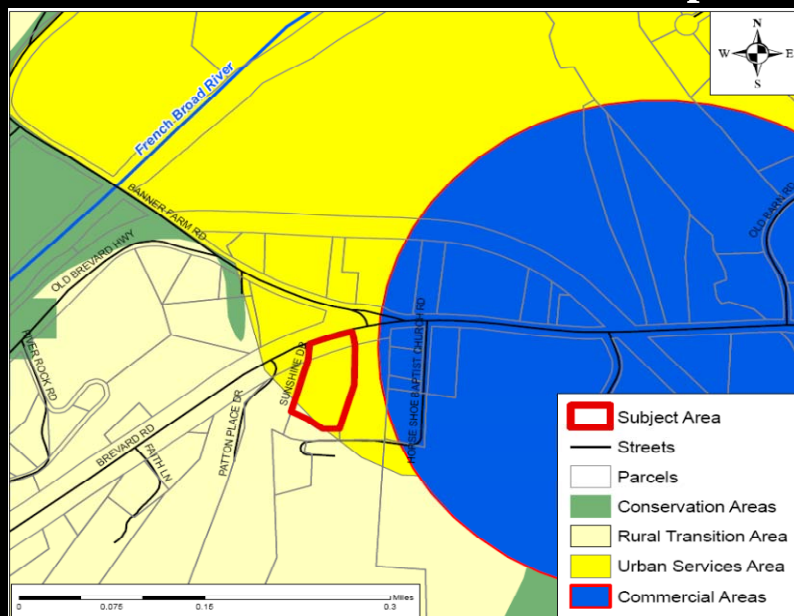 N
W E
S
French Broad River
BANNER FARM RD
OLD BREVARD HWY
OLD BARN RD
RIVER ROCK RD
SUNSHINE DR
HORSE SHOE BAPTIST CHURCH RD
BREVARD RD
PATTON PLACE DR
FAITH LN
Subject Area
Streets
Parcels
Conservation Areas
Rural Transition Area
Urban Services Area
Commercial Areas
Miles
0 0.075 0.15 0.3